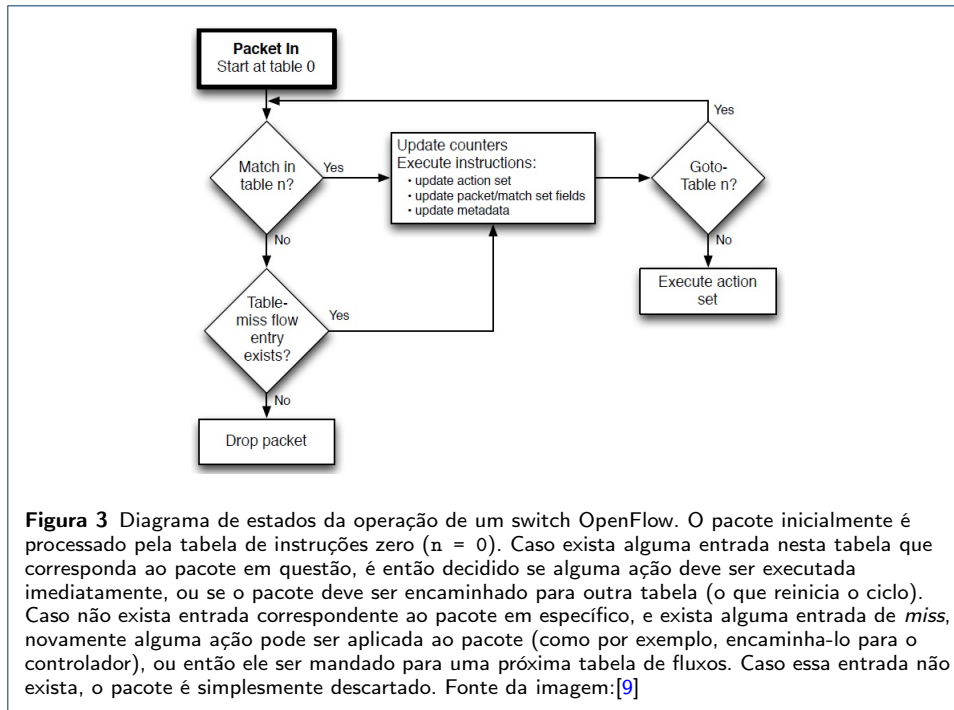 Packet In
Start at table 0
Yes
Match in
table n?
Yes
Update counters
Execute instructions:
• update action set
• update packet/match set fields
• update metadata
Goto-
Table n?
No
No
Table-
miss flow
entry
exists?
Yes
Execute action
set
No
Drop packet
Figura 3 Diagrama de estados da operação de um switch OpenFlow. O pacote inicialmente é
processado pela tabela de instruções zero (n = 0). Caso exista alguma entrada nesta tabela que
corresponda ao pacote em questão, é então decidido se alguma ação deve ser executada
imediatamente, ou se o pacote deve ser encaminhado para outra tabela (o que reinicia o ciclo).
Caso não exista entrada correspondente ao pacote em específico, e exista alguma entrada de miss,
novamente alguma ação pode ser aplicada ao pacote (como por exemplo, encaminha-lo para o
controlador), ou então ele ser mandado para uma próxima tabela de fluxos. Caso essa entrada não
exista, o pacote é simplesmente descartado. Fonte da imagem:[9]